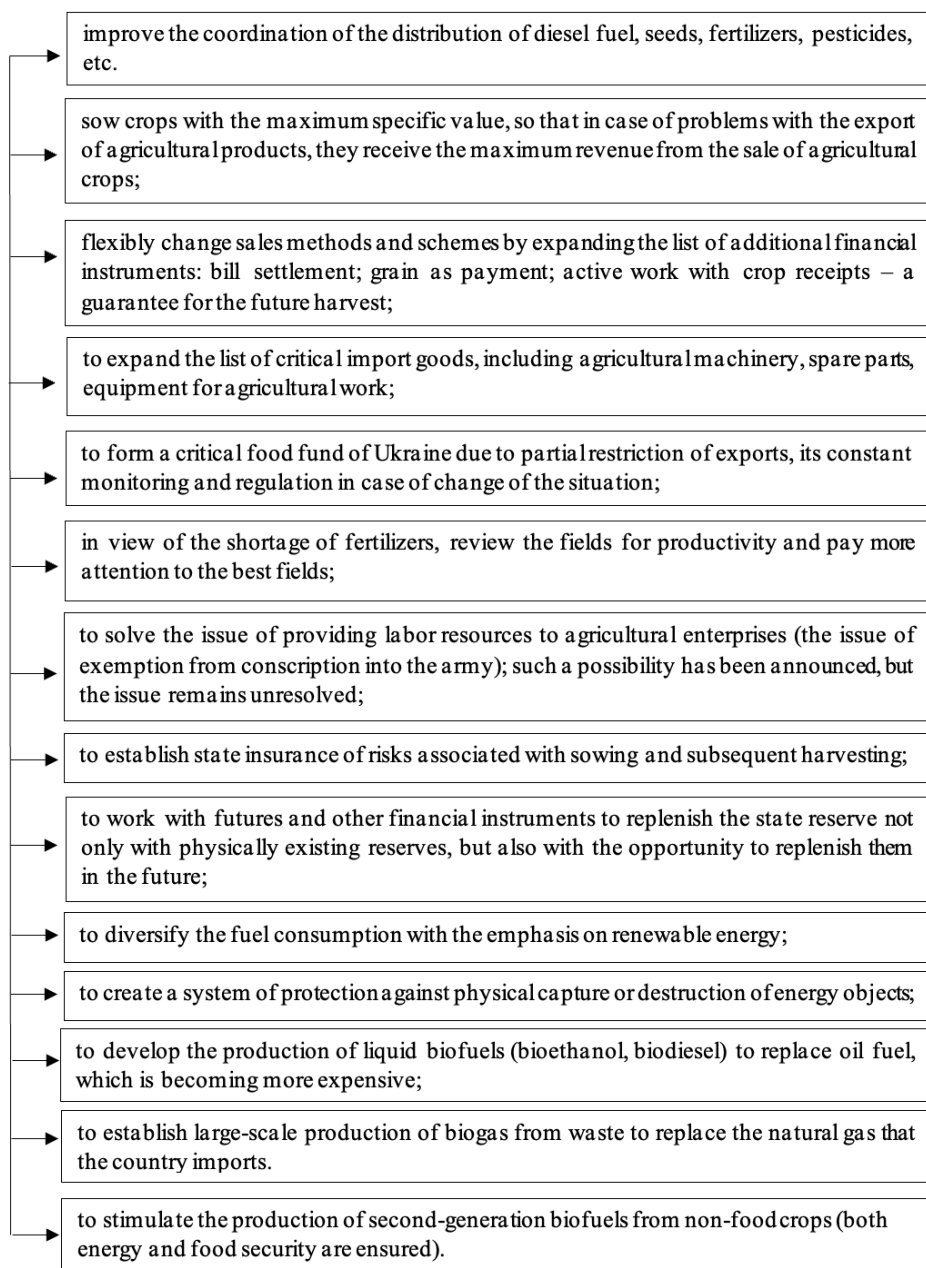 improve the coordination of the distribution of diesel fuel, seeds, fertilizers, pesticides,
etc.
sow crops with the maximum specific value, so that in case of problems with the export
of agricultural products, they receive the maximum revenue from the sale of agricultural
crops;
flexibly change sales methods and schemes by expanding the list of additional financial
instruments: bill settlement; grain as payment; active work with crop receipts – a
guarantee for the future harvest;
to expand the list of critical import goods, including agricultural machinery, spare parts,
equipment for agricultural work;
to form a critical food fund of Ukraine due to partial restriction of exports, its constant
monitoring and regulation in case of change of the situation;
in view of the shortage of fertilizers, review the fields for productivity and pay more
attention to the best fields;
to solve the issue of providing labor resources to agricultural enterprises (the issue of
exemption from conscription into the army); such a possibility has been announced, but
the issue remains unresolved;
to establish state insurance of risks associated with sowing and subsequent harvesting;
to work with futures and other financial instruments to replenish the state reserve not
only with physically existing reserves, but also with the opportunity to replenish them
in the future;
to diversify the fuel consumption with the emphasis on renewable energy;
to create a system of protection against physical capture or destruction of energy objects;
to develop the production of liquid biofuels (bioethanol, biodiesel) to replace oil fuel,
which is becoming more expensive;
to establish large-scale production of biogas from waste to replace the natural gas that
the country imports.
to stimulate the production of second-generation biofuels from non-food crops (both
energy and food security are ensured).